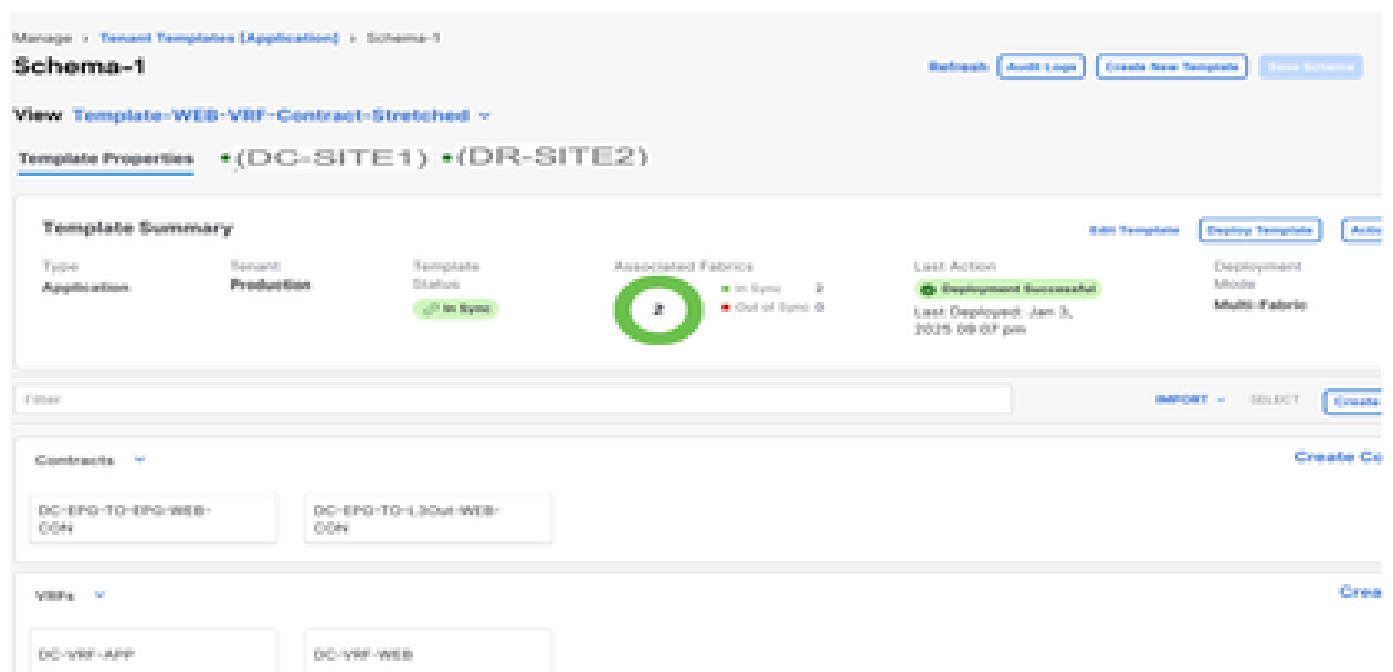 Manage › Tenant Templates (Application) › Schema-1
Schema-1
Refresh Audit Logs Create New Template Save Schema
View Template-WEB-VRF-Contract-Stretched
Template Properties •(DC-SITE1) •(DR-SITE2)
Template Summary
Edit Template Deploy Template Actio
Type
Application
Tenant
Production
Template
Status
In Sync
Associated Fabrics
2
In Sync 2
Out of Sync 0
Last Action
Deployment Successful
Last Deployed: Jan 3,
2025 09:07 pm
Deployment
Mode
Multi-Fabric
Filter
IMPORT SELECT Create
Contracts
Create Co
DC-EPG-TO-EPG-WEB-
CON
DC-EPG-TO-L3Out-WEB-
CON
VRFs
Crea
DC-VRF-APP
DC-VRF-WEB